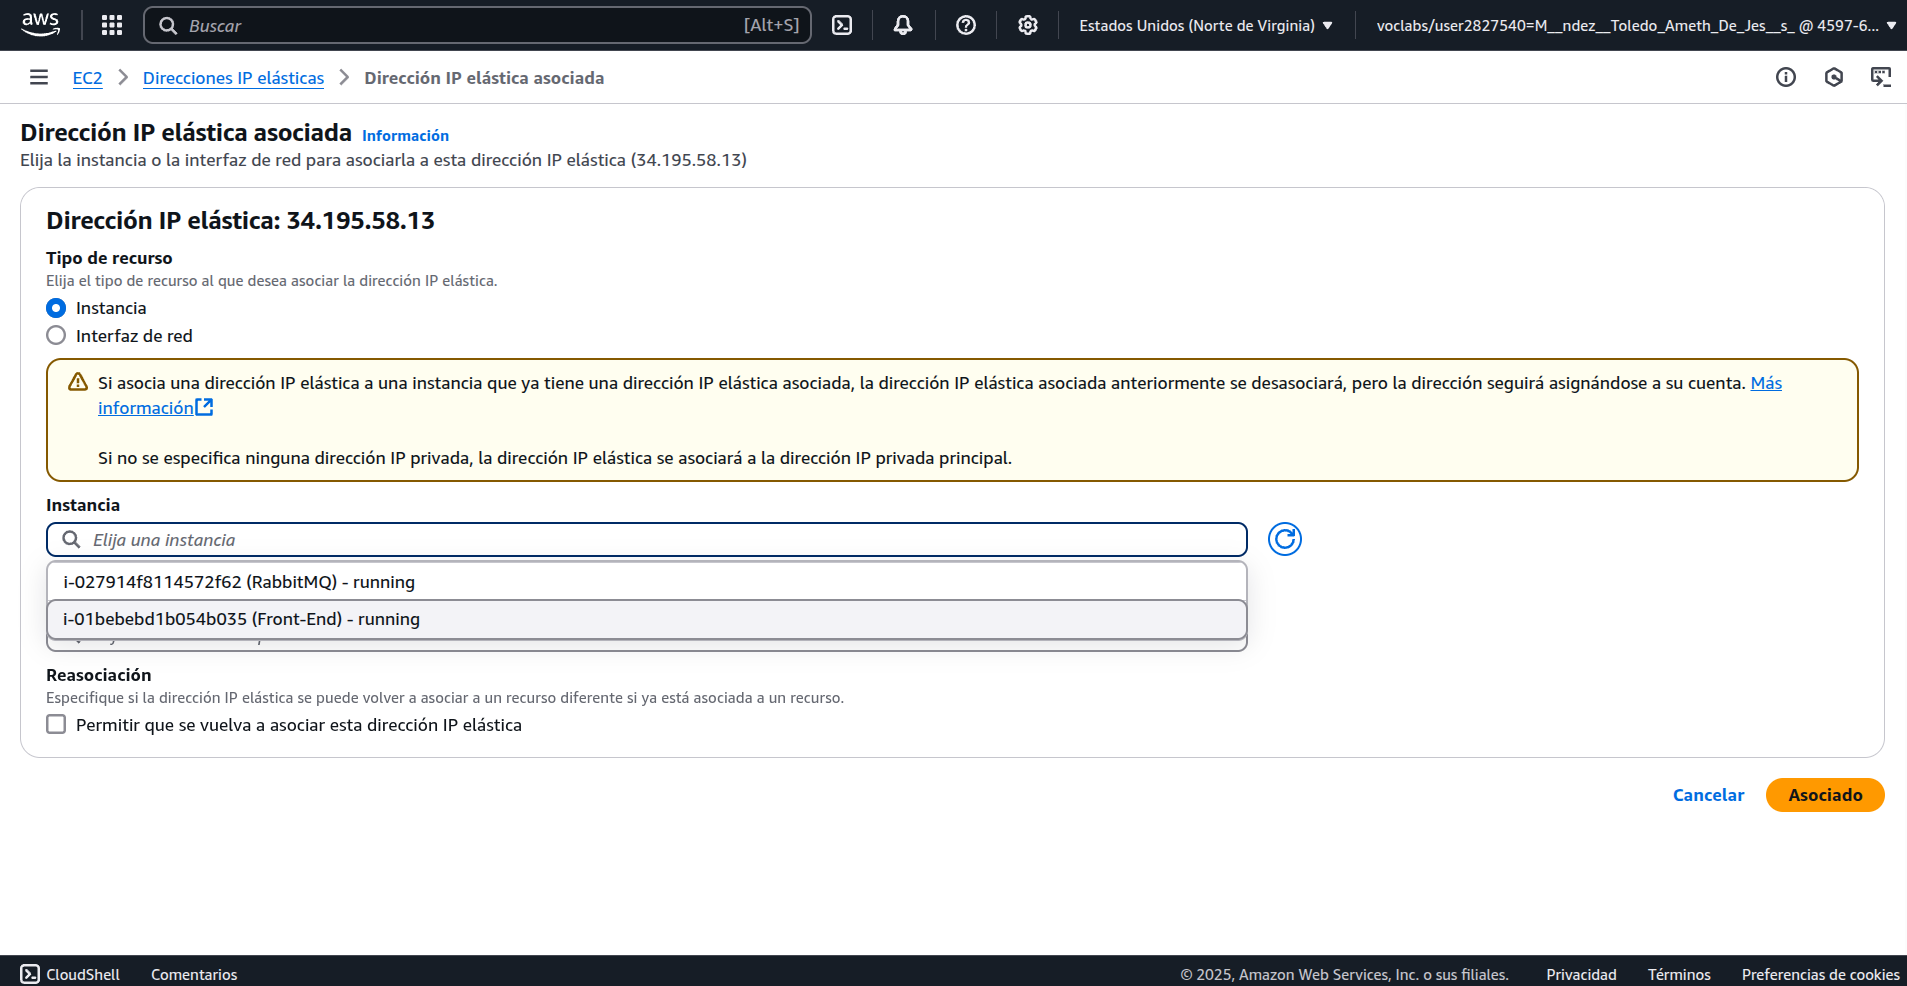 aws
Buscar
[Alt+S]
Estados Unidos (Norte de Virginia)
voclabs/user2827540=M__ndez__Toledo_Ameth_De_Jes__s_ @ 4597-6...
EC2
Direcciones IP elásticas
Dirección IP elástica asociada
Dirección IP elástica asociada Información
Elija la instancia o la interfaz de red para asociarla a esta dirección IP elástica (34.195.58.13)
Dirección IP elástica: 34.195.58.13
Tipo de recurso
Elija el tipo de recurso al que desea asociar la dirección IP elástica.
Instancia
Interfaz de red
Si asocia una dirección IP elástica a una instancia que ya tiene una dirección IP elástica asociada, la dirección IP elástica asociada anteriormente se desasociará, pero la dirección seguirá asignándose a su cuenta. Más
información
Si no se especifica ninguna dirección IP privada, la dirección IP elástica se asociará a la dirección IP privada principal.
Instancia
Elija una instancia
i-027914f8114572f62 (RabbitMQ) - running
i-01bebebd1b054b035 (Front-End) - running
Reasociación
Especifique si la dirección IP elástica se puede volver a asociar a un recurso diferente si ya está asociada a un recurso.
Permitir que se vuelva a asociar esta dirección IP elástica
Cancelar
Asociado
CloudShell
Comentarios
© 2025, Amazon Web Services, Inc. o sus filiales.
Privacidad
Términos
Preferencias de cookies